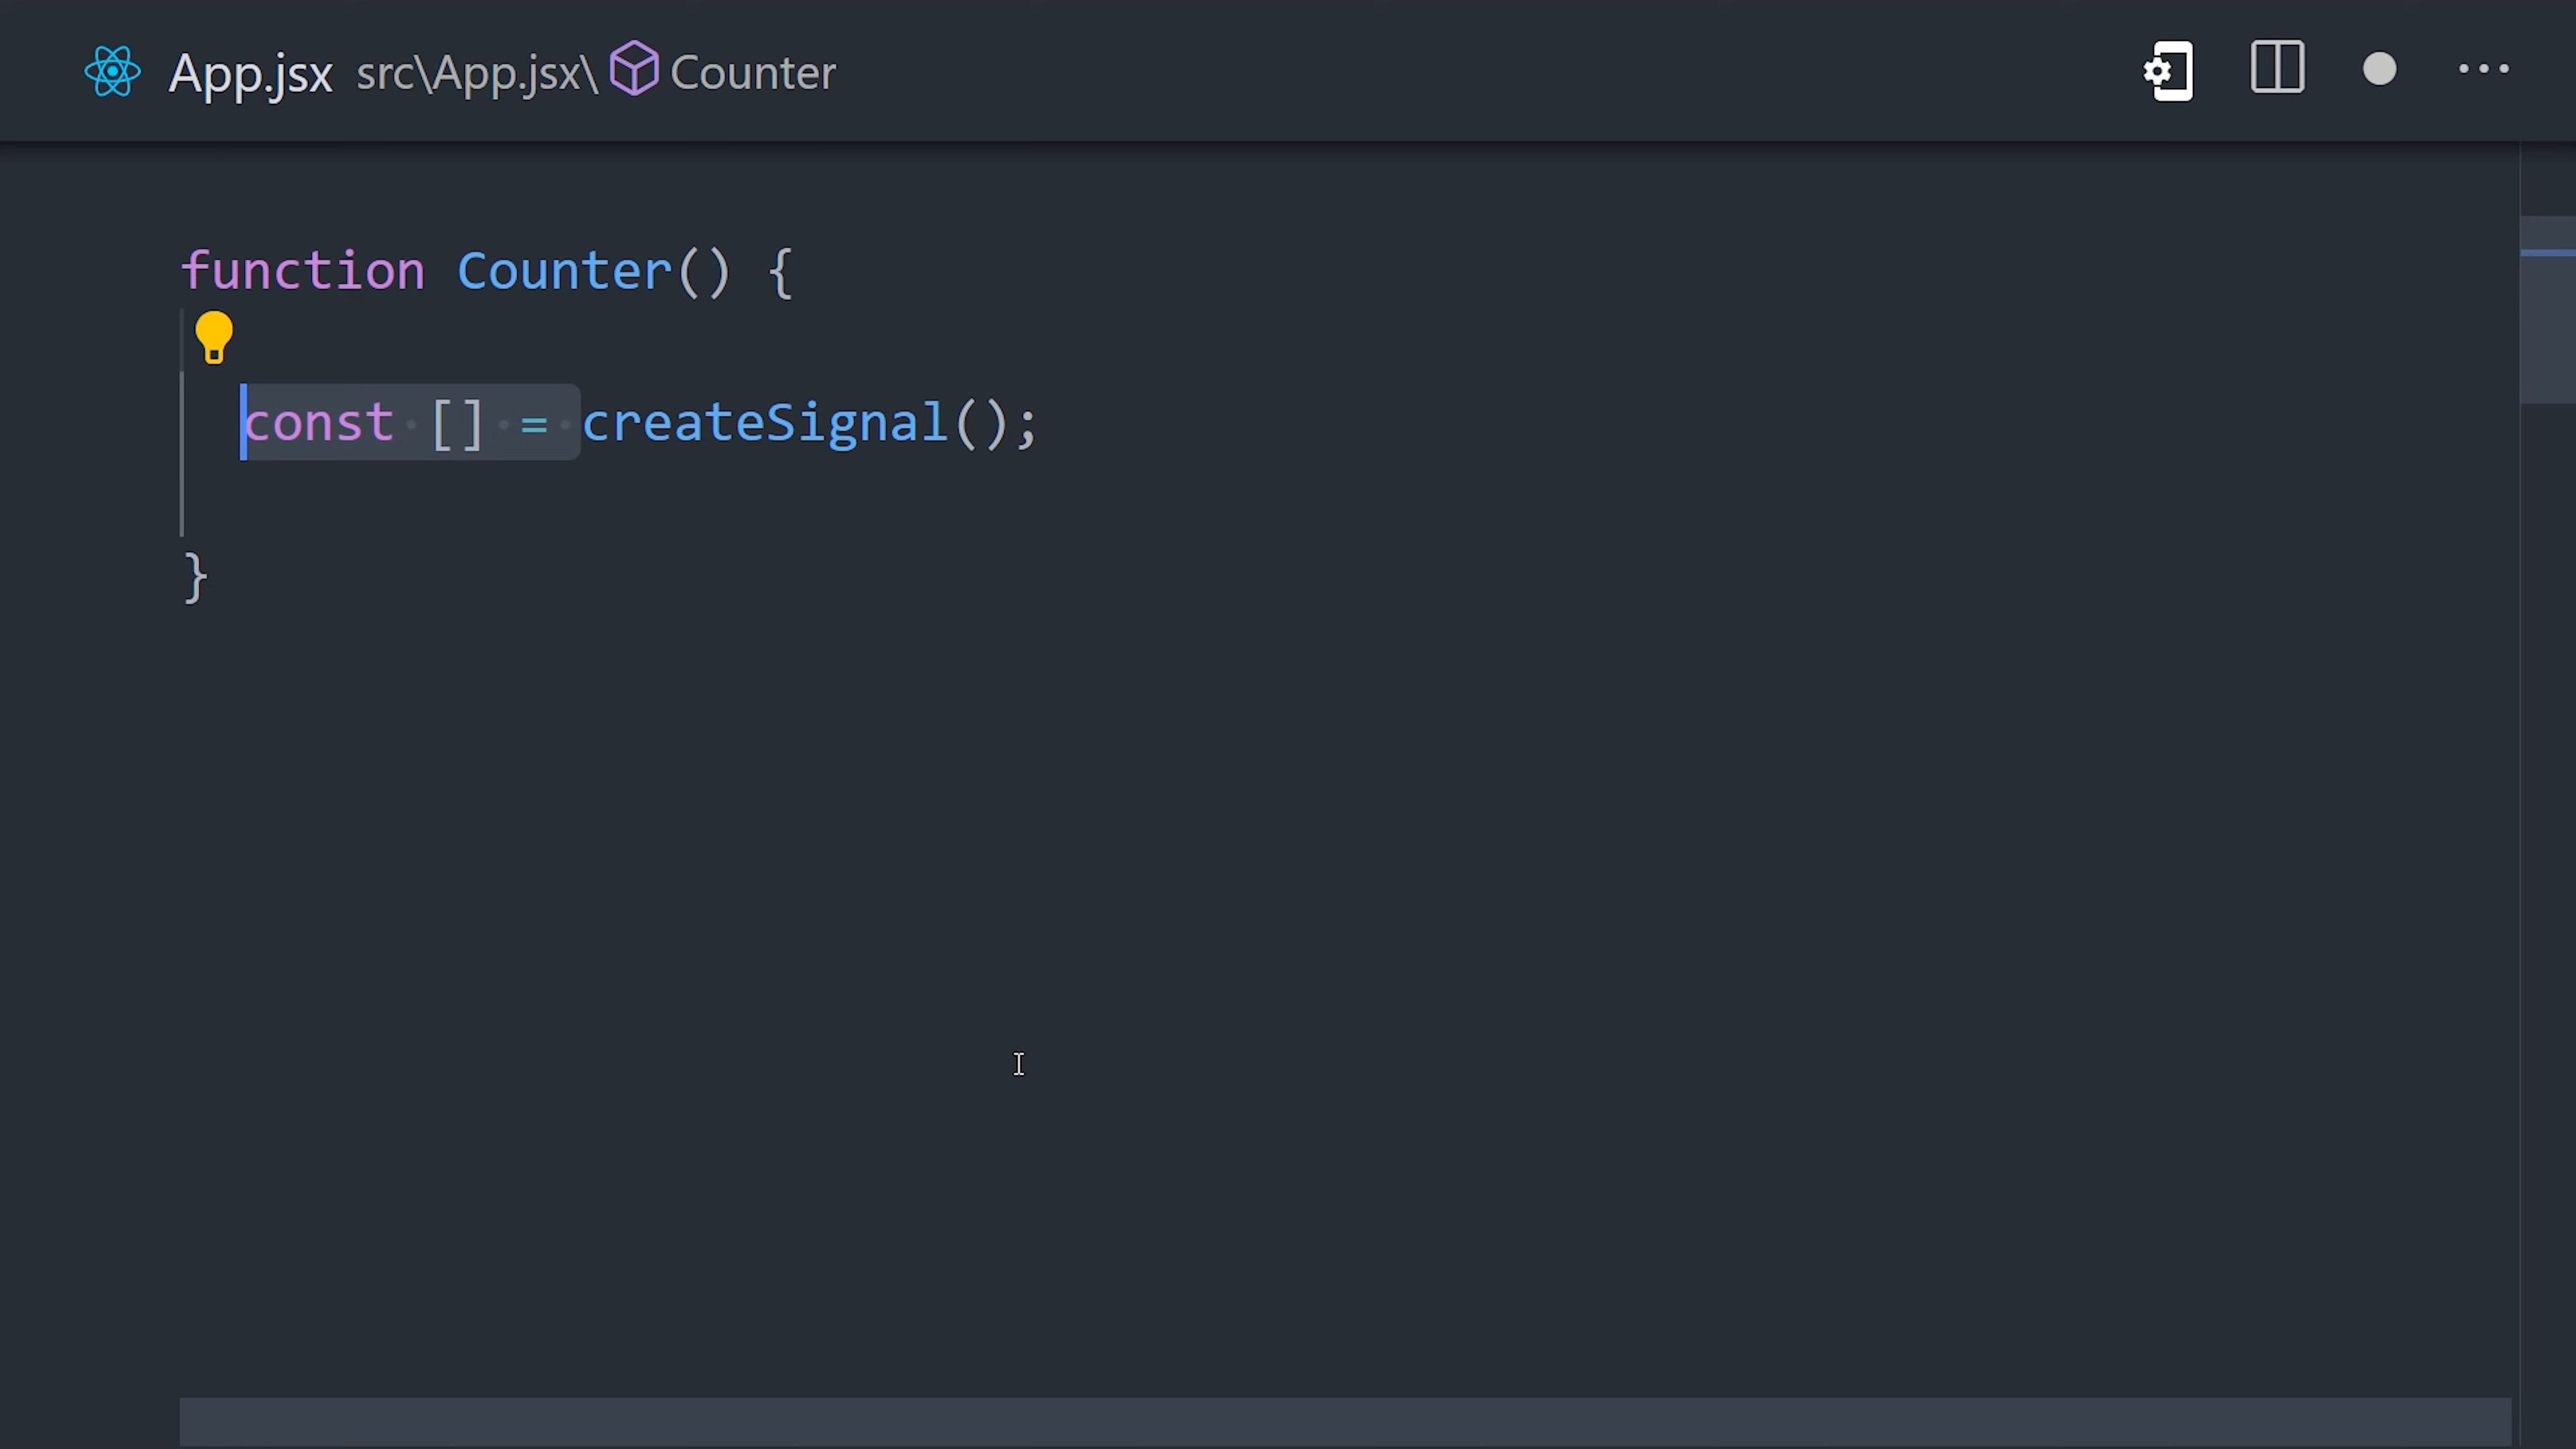 App.jsx src\App.jsx\ Counter
function Counter() {
const [] = createSignal();
}